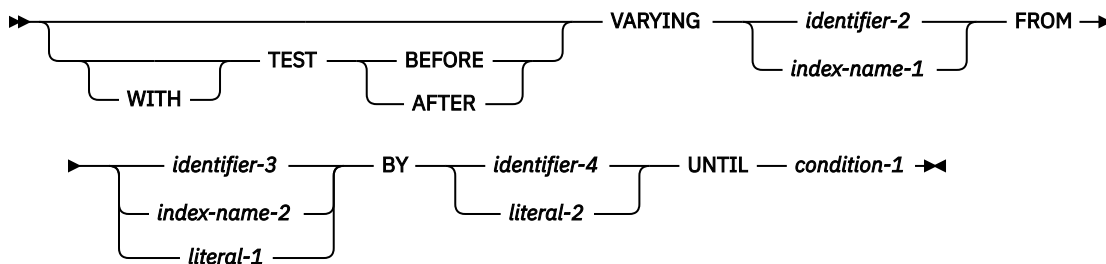 VARYING identifier-2 FROM
TEST BEFORE index-name-1
WITH AFTER
identifier-3 BY identifier-4 UNTIL condition-1
index-name-2 literal-2
literal-1